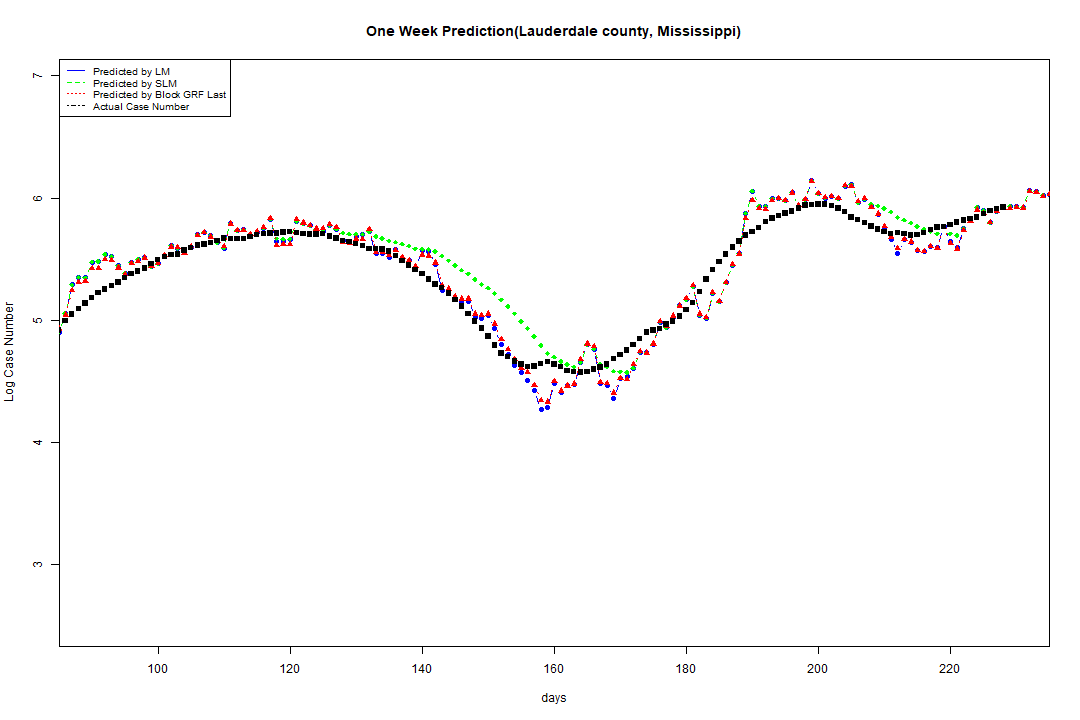 One Week Prediction(Lauderdale county, Mississippi)
Predicted by LM
Predicted by SLM
Predicted by Block GRF Last
Actual Case Number
7
6
5
4
3
Log Case Number
100 120 140 160 180 200 220
days